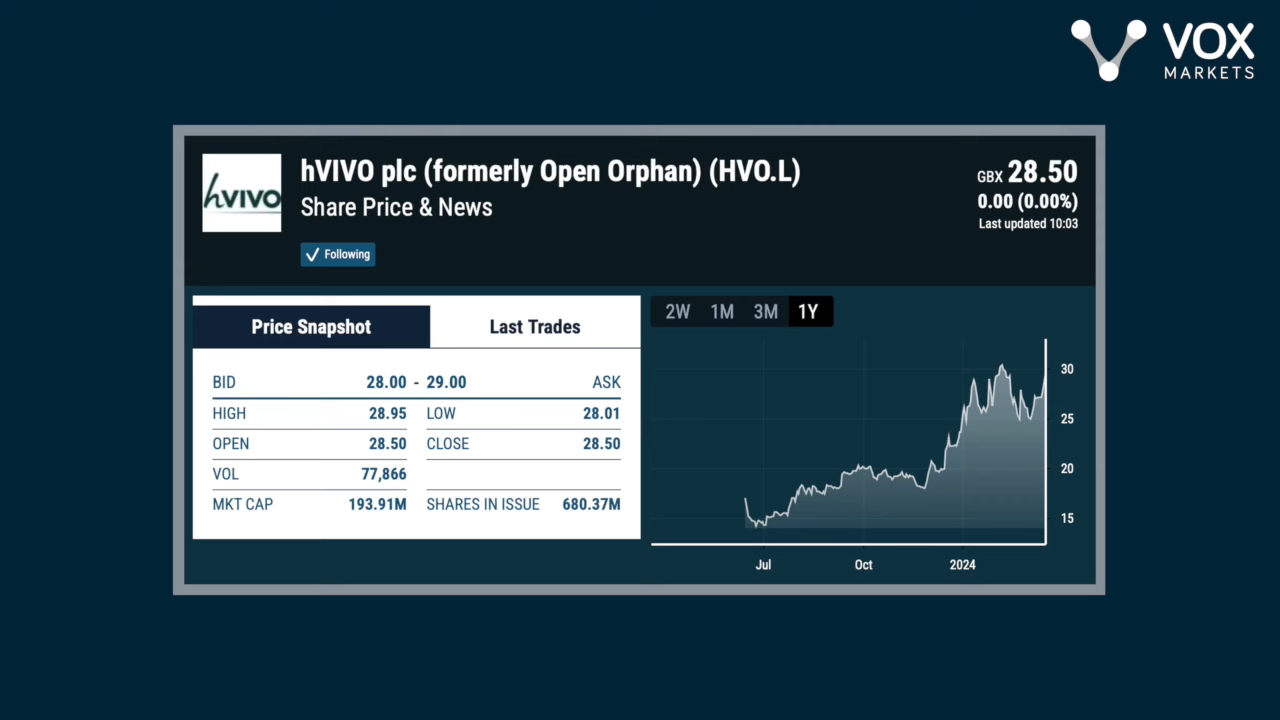 VOX
MARKETS
hvivo
hVIVO plc (formerly Open Orphan) (HVO.L)
Share Price & News
Following
GBX 28.50
0.00 (0.00%)
Last updated 10:03
Price Snapshot Last Trades
BID 28.00 - 29.00 ASK
HIGH 28.95 LOW 28.01
OPEN 28.50 CLOSE 28.50
VOL 77,866
MKT CAP 193.91M SHARES IN ISSUE 680.37M
2W 1M 3M 1Y
30
25
20
15
Jul Oct 2024